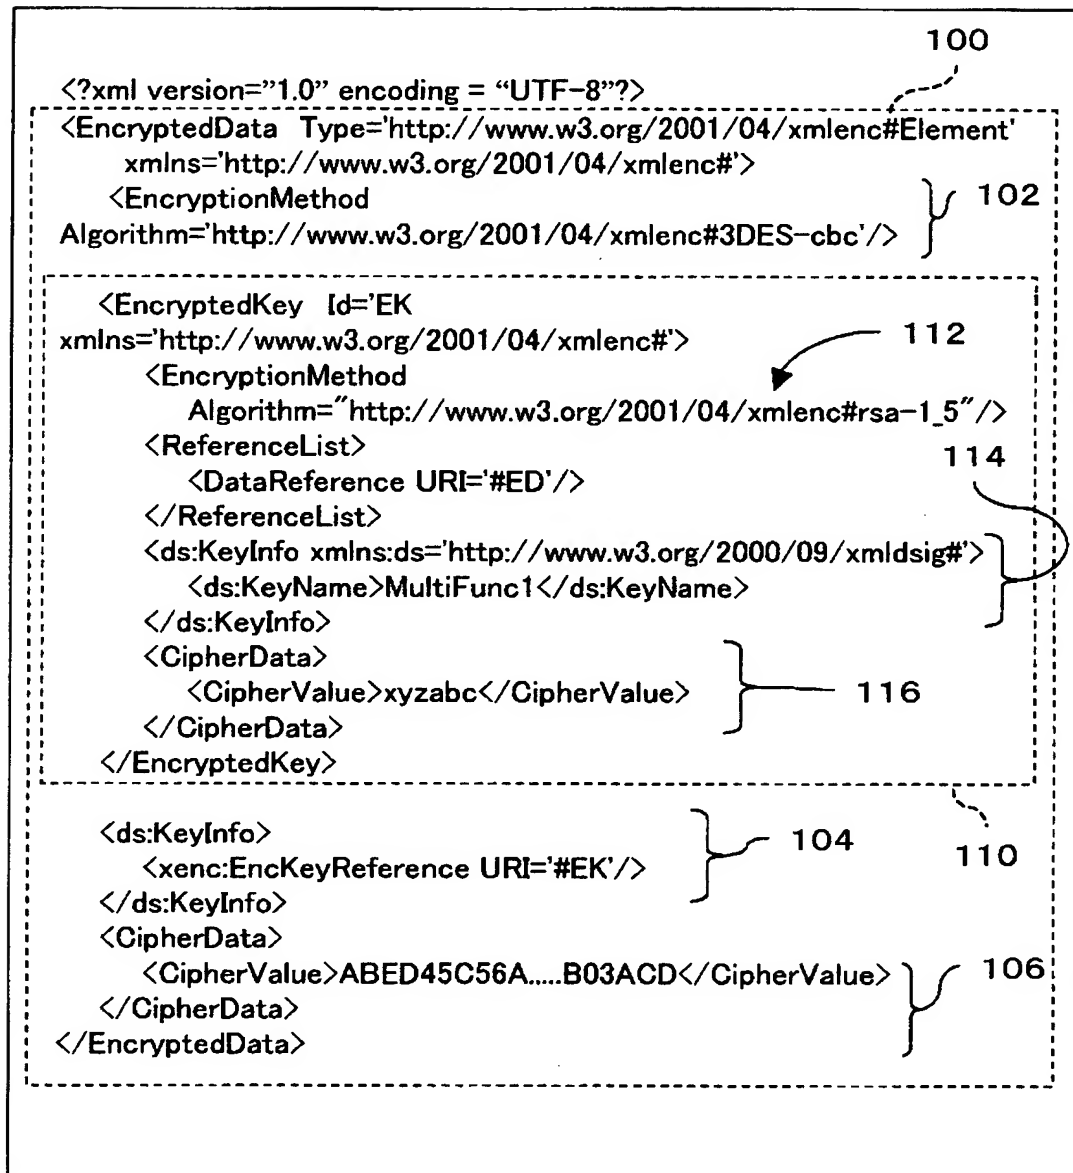 100
<?xml version=”1.0” encoding = “UTF-8”?>
<EncryptedData Type='http://www.w3.org/2001/04/xmlenc#Element'
xmlns='http://www.w3.org/2001/04/xmlenc#'>
<EncryptionMethod
102
Algorithm='http://www.w3.org/2001/04/xmlenc#3DES-cbc'/>
<EncryptedKey Id='EK
xmlns='http://www.w3.org/2001/04/xmlenc#'>
112
<EncryptionMethod
Algorithm="http://www.w3.org/2001/04/xmlenc#rsa-1_5"/>
<ReferenceList>
114
<DataReference URI='#ED'/>
</ReferenceList>
<ds:KeyInfo xmlns:ds='http://www.w3.org/2000/09/xmldsig#'>
<ds:KeyName>MultiFunc1</ds:KeyName>
</ds:KeyInfo>
<CipherData>
<CipherValue>xyzabc</CipherValue>
116
</CipherData>
</EncryptedKey>
<ds:KeyInfo>
104
110
<xenc:EncKeyReference URI='#EK'/>
</ds:KeyInfo>
<CipherData>
<CipherValue>ABED45C56A.....B03ACD</CipherValue>
106
</CipherData>
</EncryptedData>